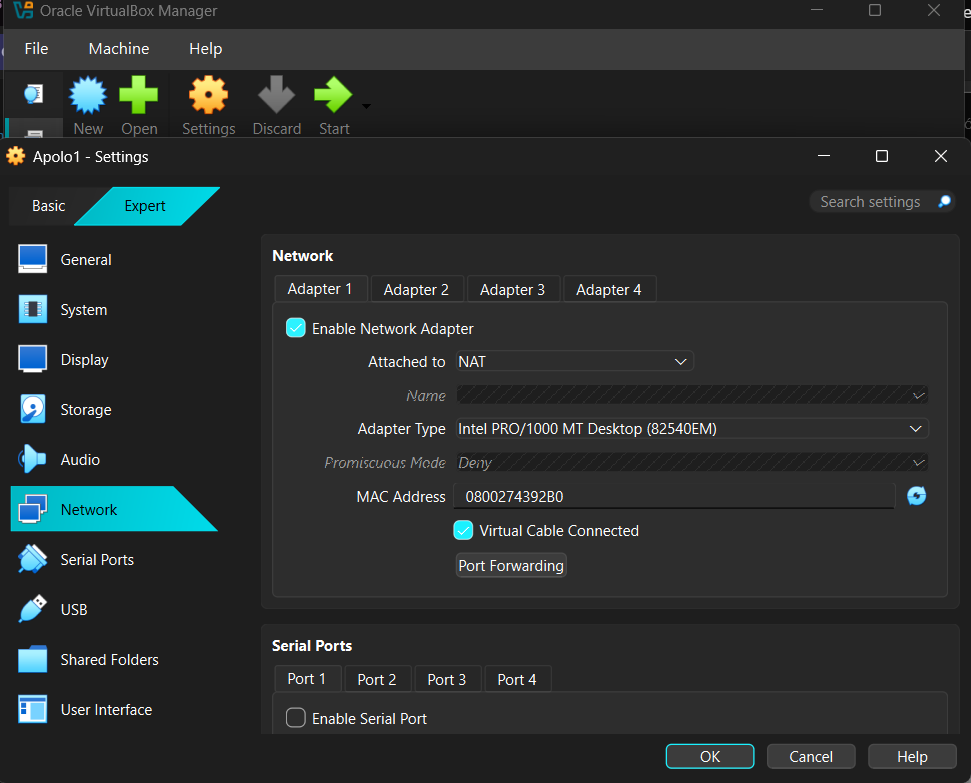 Oracle VirtualBox Manager
File Machine Help
New Open Settings Discard Start
Apolo1 - Settings
Basic Expert Search settings
General
System
Display
Storage
Audio
Network
Serial Ports
USB
Shared Folders
User Interface
Network
Adapter 1 Adapter 2 Adapter 3 Adapter 4
Enable Network Adapter
Attached to NAT
Name
Adapter Type Intel PRO/1000 MT Desktop (82540EM)
Promiscuous Mode Deny
MAC Address 0800274392B0
Virtual Cable Connected
Port Forwarding
Serial Ports
Port 1 Port 2 Port 3 Port 4
Enable Serial Port
OK Cancel Help